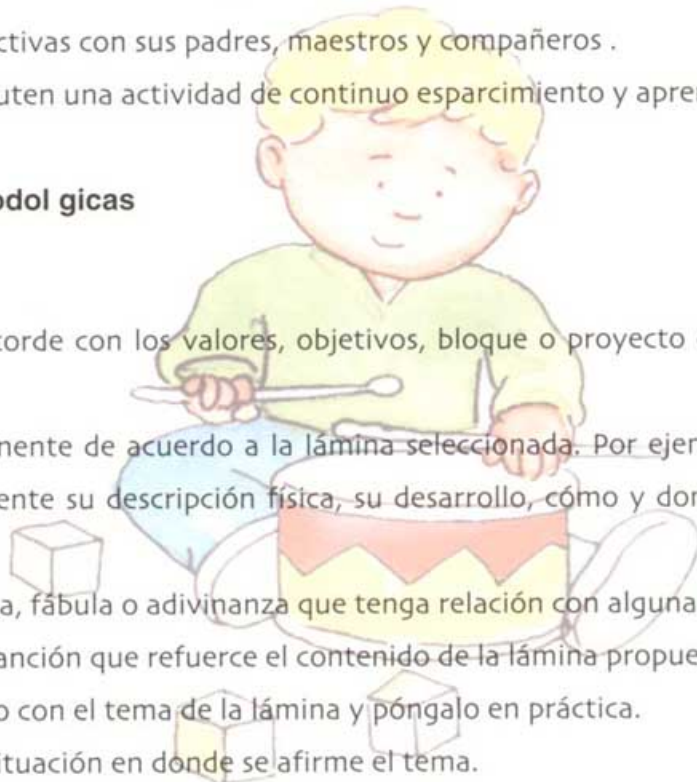 ctivas con sus padres, maestros y compañeros .
uten una actividad de continuo esparcimiento y apre
odol gicas
corde con los valores, objetivos, bloque o proyecto
nente de acuerdo a la lámina seleccionada. Por ejer
ente su descripción física, su desarrollo, cómo y dor
a, fábula o adivinanza que tenga relación con alguna
anción que refuerce el contenido de la lámina propue
o con el tema de la lámina y póngalo en práctica.
ituación en donde se afirme el tema.